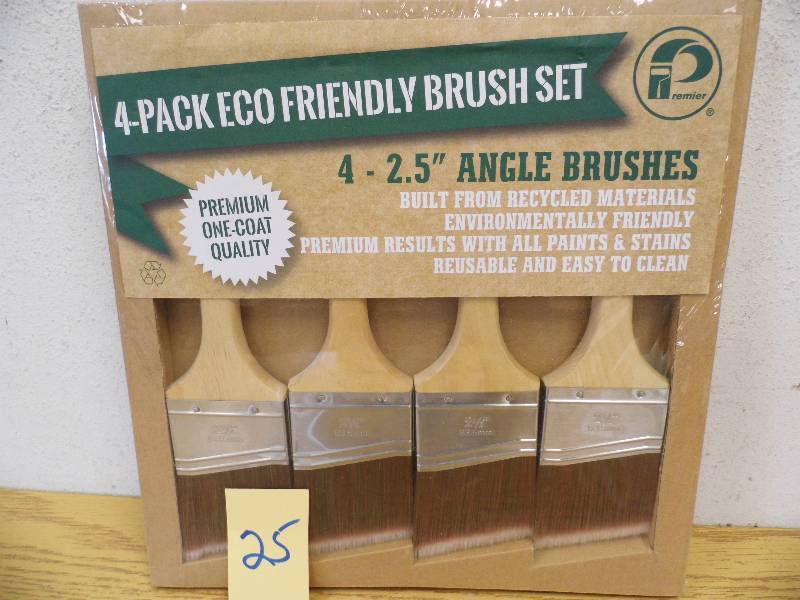 4-PACK ECO FRIENDLY BRUSH SET
Premier
®
4 - 2.5" ANGLE BRUSHES
BUILT FROM RECYCLED MATERIALS
ENVIRONMENTALLY FRIENDLY
PREMIUM RESULTS WITH ALL PAINTS & STAINS
REUSABLE AND EASY TO CLEAN
PREMIUM
ONE-COAT
QUALITY
25